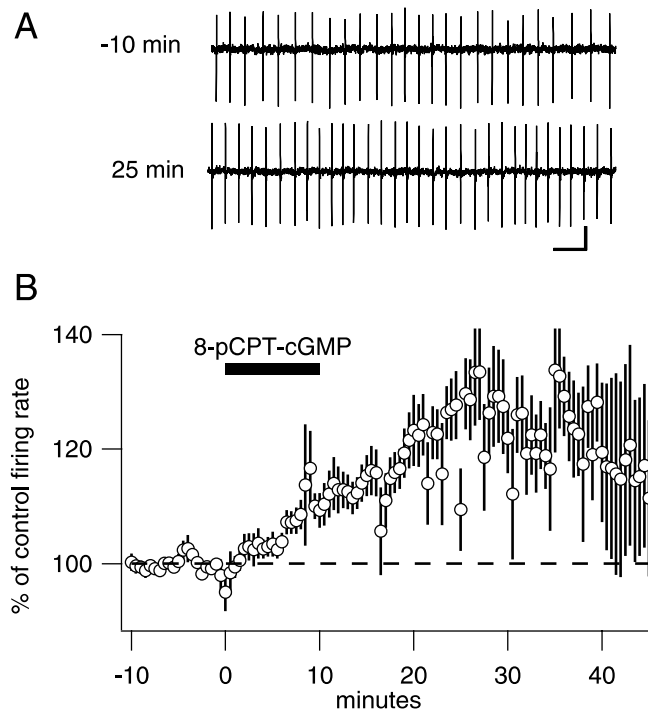 A
-10 min
25 min
B
140
8-pCPT-cGMP
120
% of control firing rate
100
-10 0 10 20 30 40
minutes